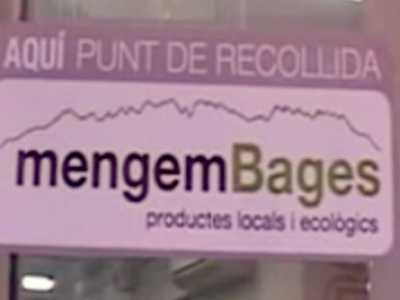 AQUÍ PUNT DE RECOLLIDA
mengemBages
productes locals i ecològics